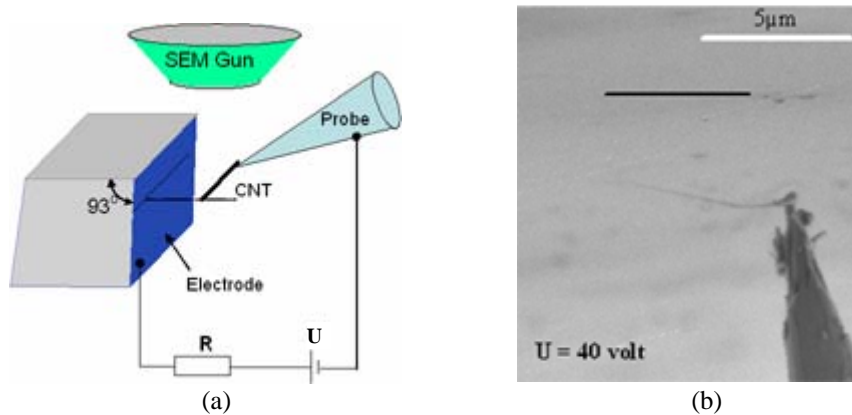 SEM Gun
Probe
CNT
93°
Electrode
R
U
(a)
5μm
U = 40 volt
(b)